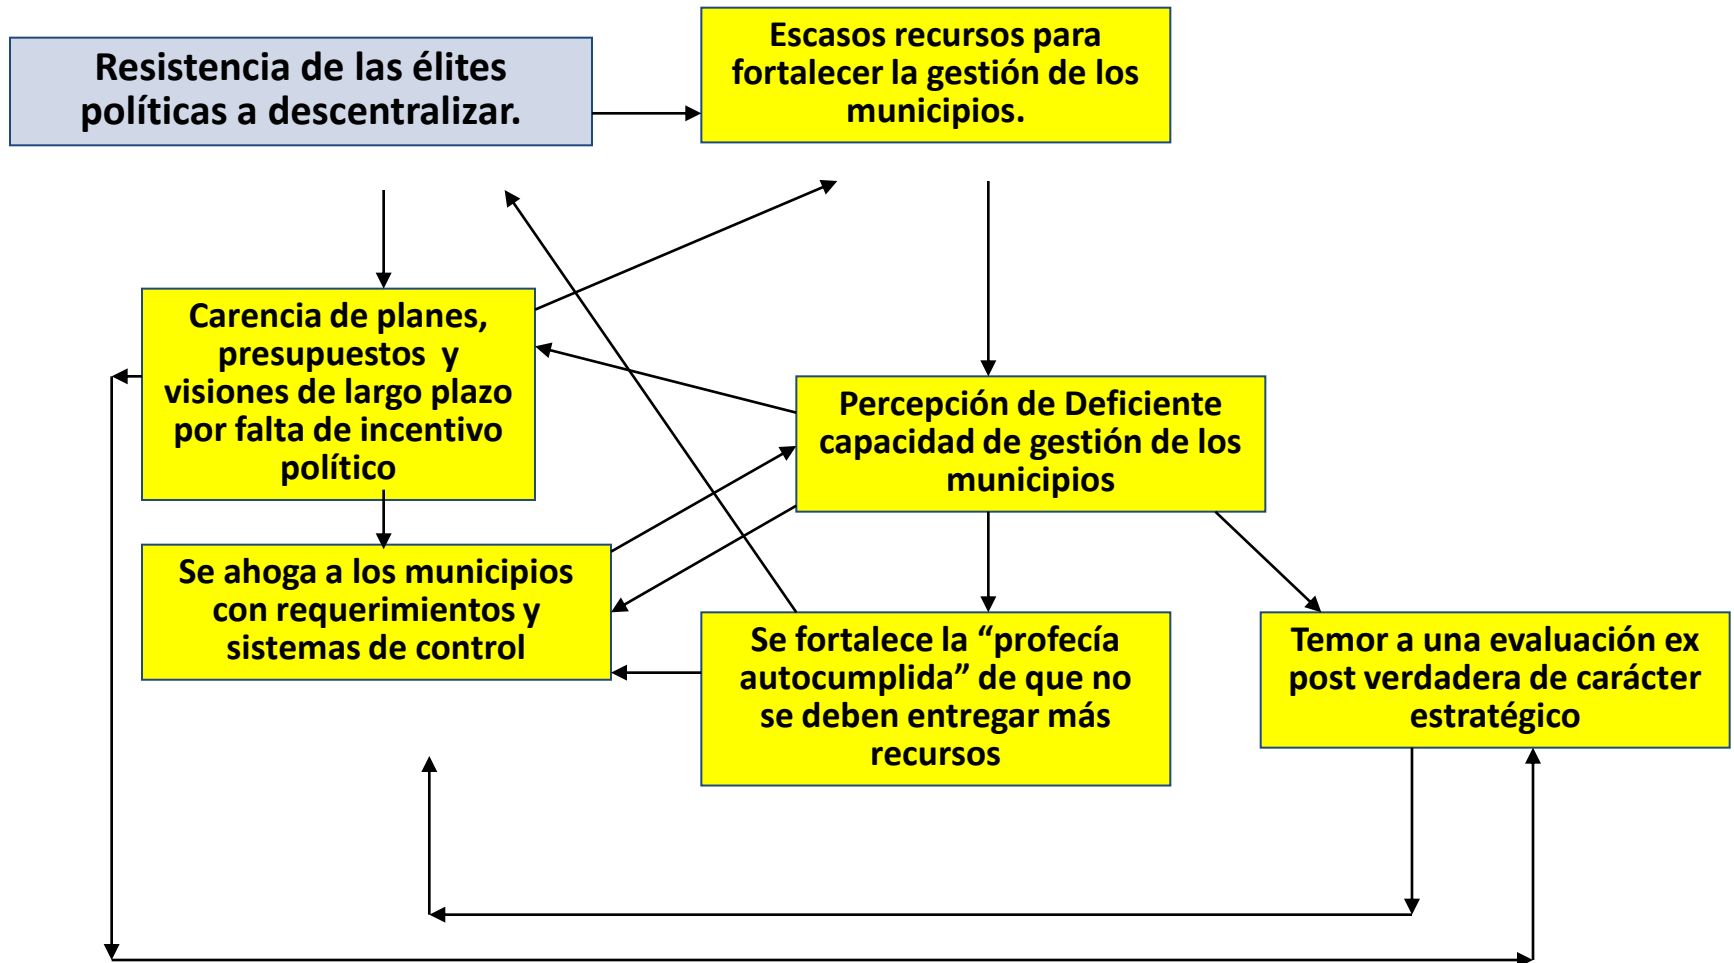 Resistencia de las élites
políticas a descentralizar.
Escasos recursos para
fortalecer la gestión de los
municipios.
Carencia de planes,
presupuestos y
visiones de largo plazo
por falta de incentivo
político
Percepción de Deficiente
capacidad de gestión de los
municipios
Se ahoga a los municipios
con requerimientos y
sistemas de control
Se fortalece la “profecía
autocumplida” de que no
se deben entregar más
recursos
Temor a una evaluación ex
post verdadera de carácter
estratégico